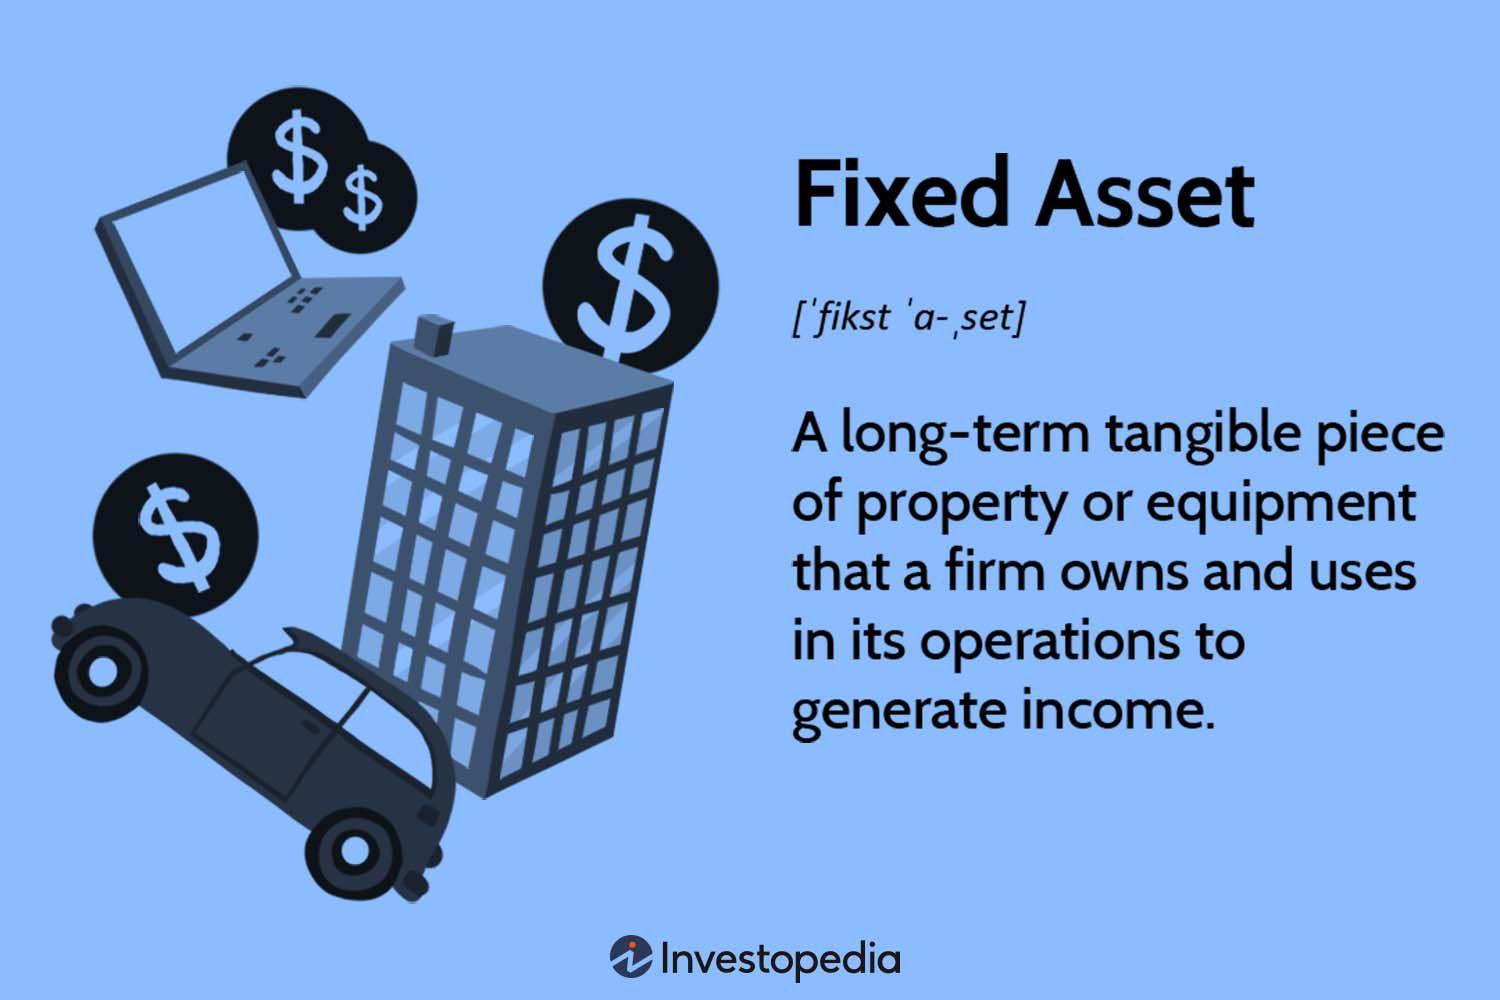 $
$
$
$
Fixed Asset
[ˈfikst ˈa-ˌset]
A long-term tangible piece
of property or equipment
that a firm owns and uses
in its operations to
generate income.
Investopedia